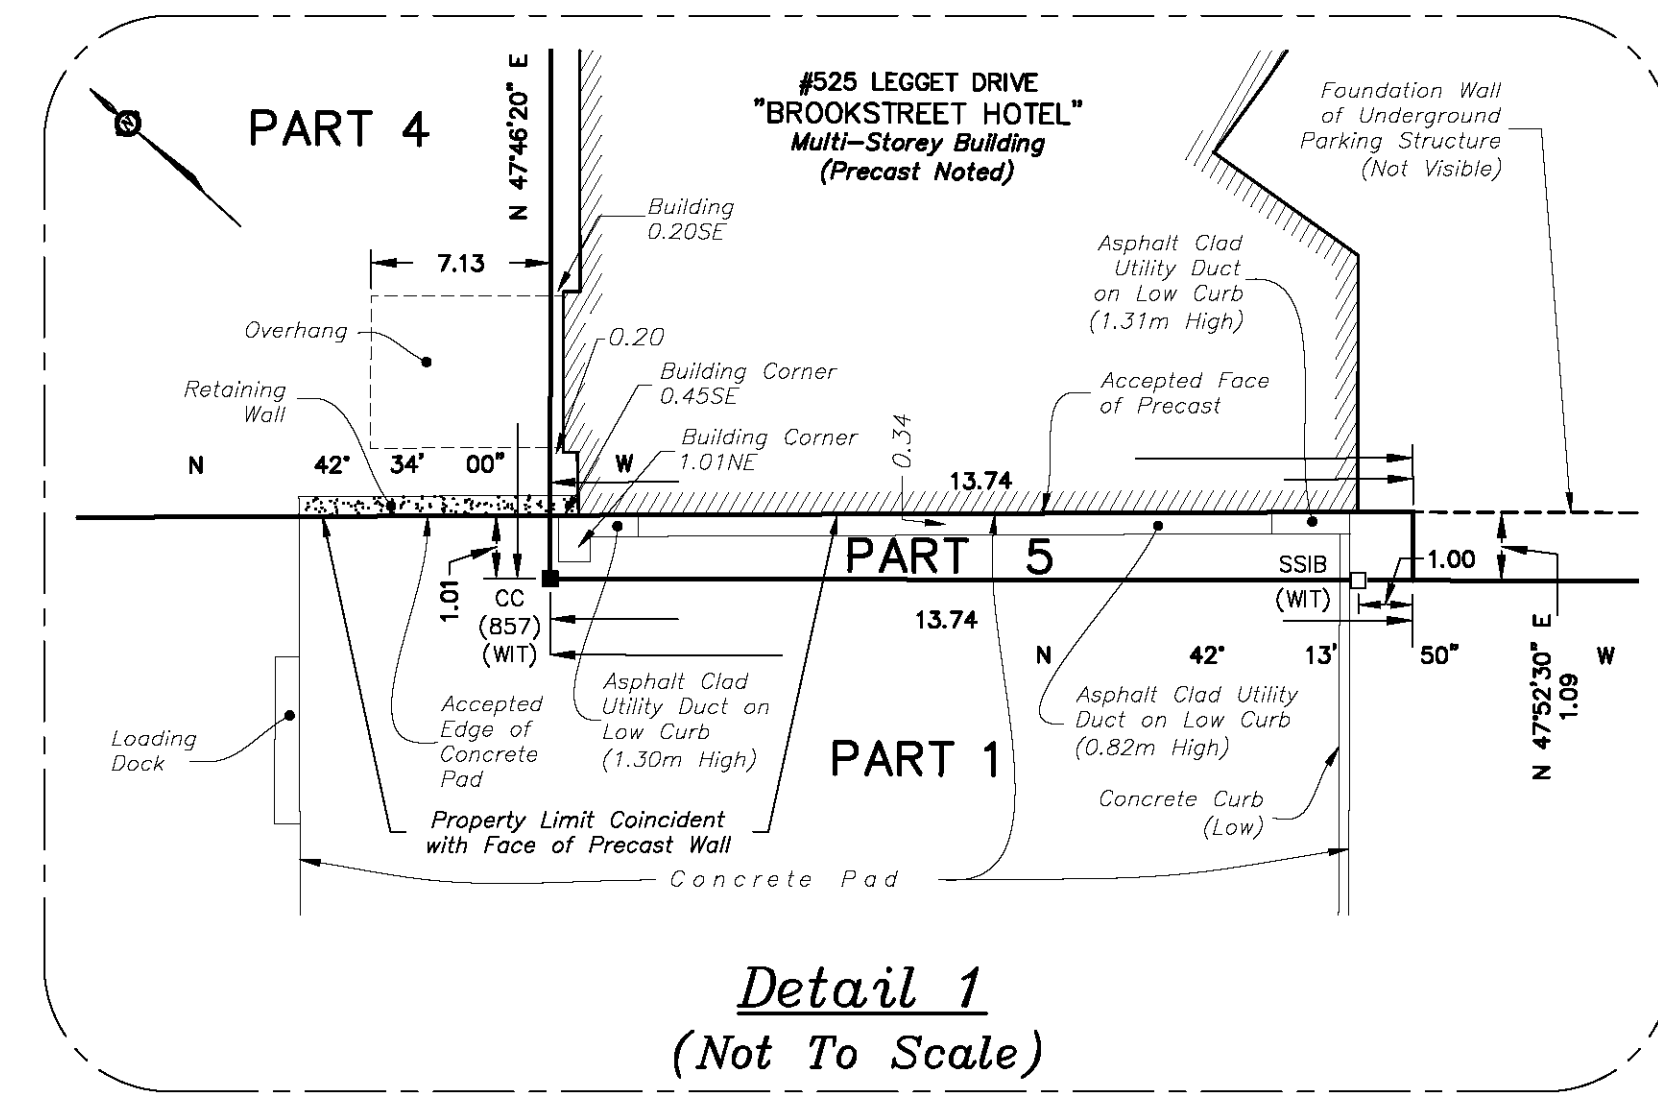 #525 LEGGET DRIVE
"BROOKSTREET HOTEL"
Multi-Storey Building
(Precast Noted)
Foundation Wall
of Underground
Parking Structure
(Not Visible)
N
PART 4
N 47°46'20" E
Building
0.20SE
7.13
Asphalt Clad
Utility Duct
on Low Curb
(1.31m High)
Overhang
0.20
Building Corner
0.45SE
Accepted Face
of Precast
Retaining
Wall
Building Corner
1.01NE
0.34
N 42° 34' 00" W
13.74
PART 5
SSIB
(WIT)
1.00
1.01
CC
(857)
(WIT)
13.74
N 42° 13' 50" W
N 47°52'30" E
1.09
Asphalt Clad
Utility Duct on
Low Curb
(1.30m High)
Accepted
Edge of
Concrete
Pad
Asphalt Clad Utility
Duct on Low Curb
(0.82m High)
Loading
Dock
PART 1
Concrete Curb
(Low)
Property Limit Coincident
with Face of Precast Wall
Concrete Pad
Detail 1
(Not To Scale)